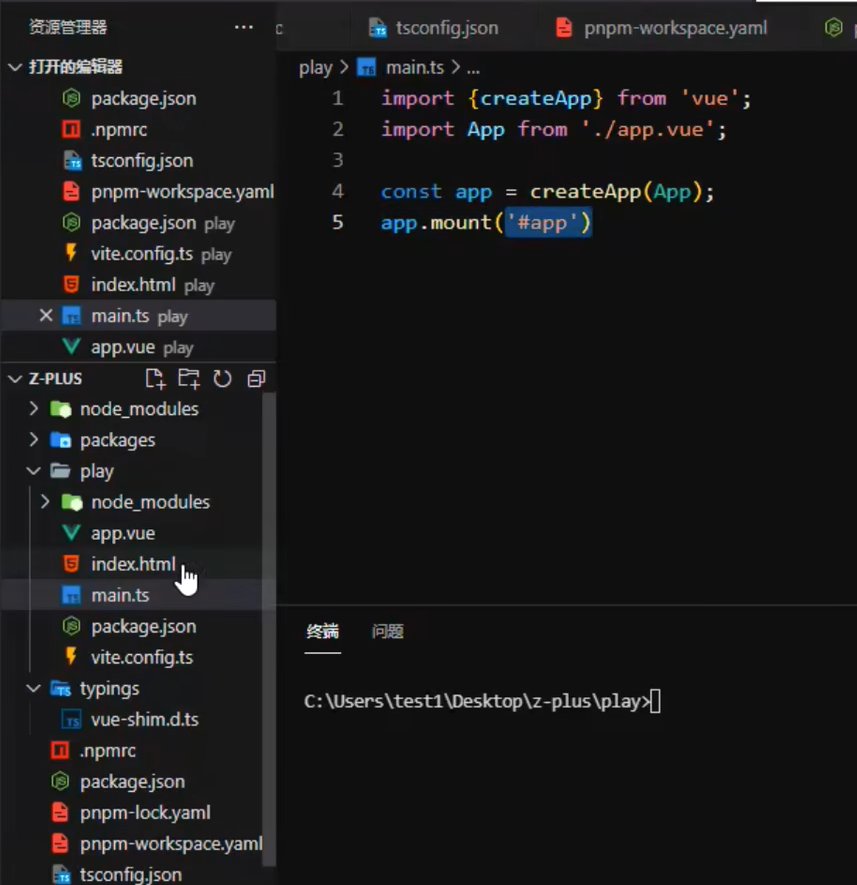 资源管理器 ···
打开的编辑器
package.json
.npmrc
tsconfig.json
pnpm-workspace.yaml
package.json play
vite.config.ts play
index.html play
main.ts play
app.vue play
Z-PLUS
node_modules
packages
play
node_modules
app.vue
index.html
main.ts
package.json
vite.config.ts
typings
vue-shim.d.ts
.npmrc
package.json
pnpm-lock.yaml
pnpm-workspace.yaml
tsconfig.json
c tsconfig.json pnpm-workspace.yaml
play > main.ts > ...
1 import {createApp} from 'vue';
2 import App from './app.vue';
3
4 const app = createApp(App);
5 app.mount('#app')
终端 问题
C:\Users\test1\Desktop\z-plus\play>